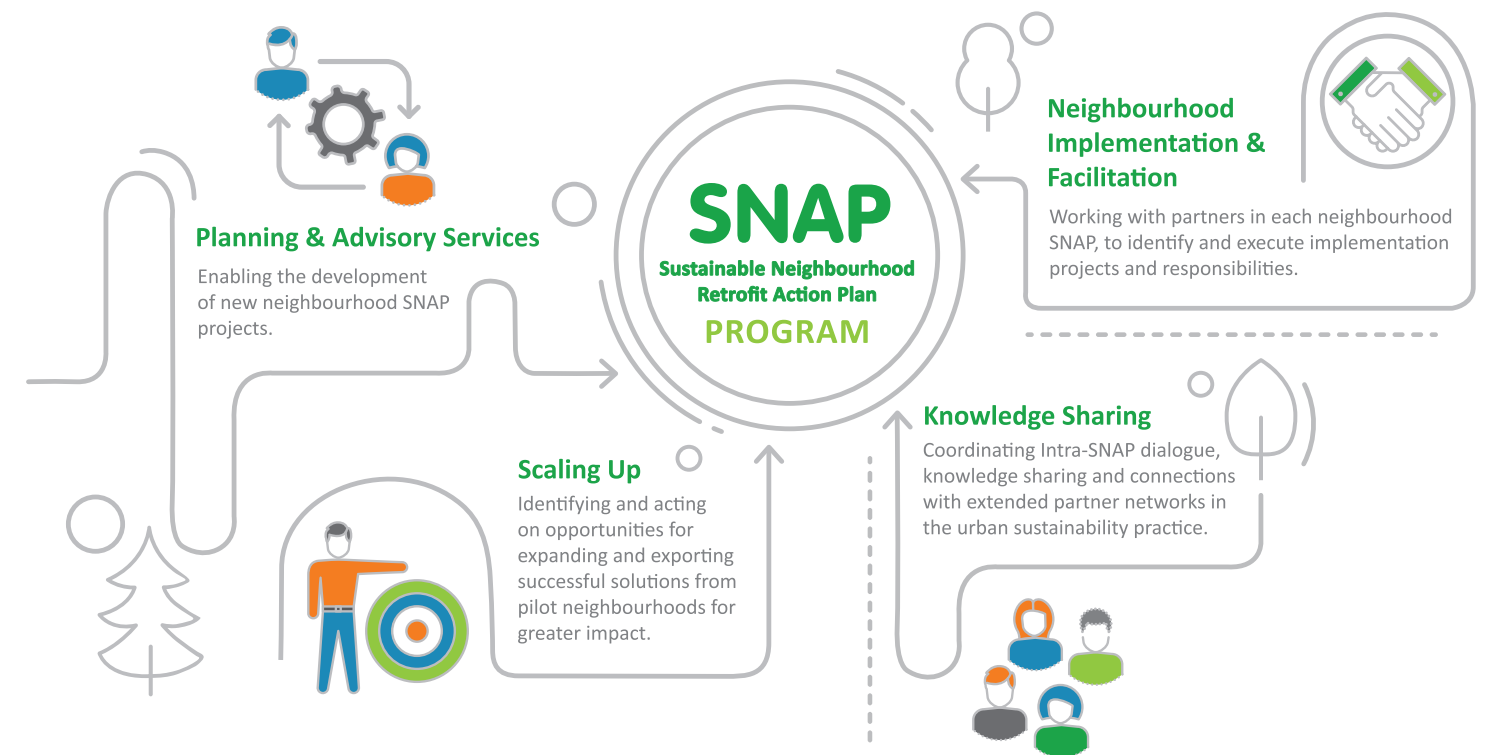 SNAP
Sustainable Neighbourhood
Retrofit Action Plan
PROGRAM
Planning & Advisory Services
Enabling the development
of new neighbourhood SNAP
projects.
Neighbourhood
Implementation &
Facilitation
Working with partners in each neighbourhood
SNAP, to identify and execute implementation
projects and responsibilities.
Scaling Up
Identifying and acting
on opportunities for
expanding and exporting
successful solutions from
pilot neighbourhoods for
greater impact.
Knowledge Sharing
Coordinating Intra-SNAP dialogue,
knowledge sharing and connections
with extended partner networks in
the urban sustainability practice.